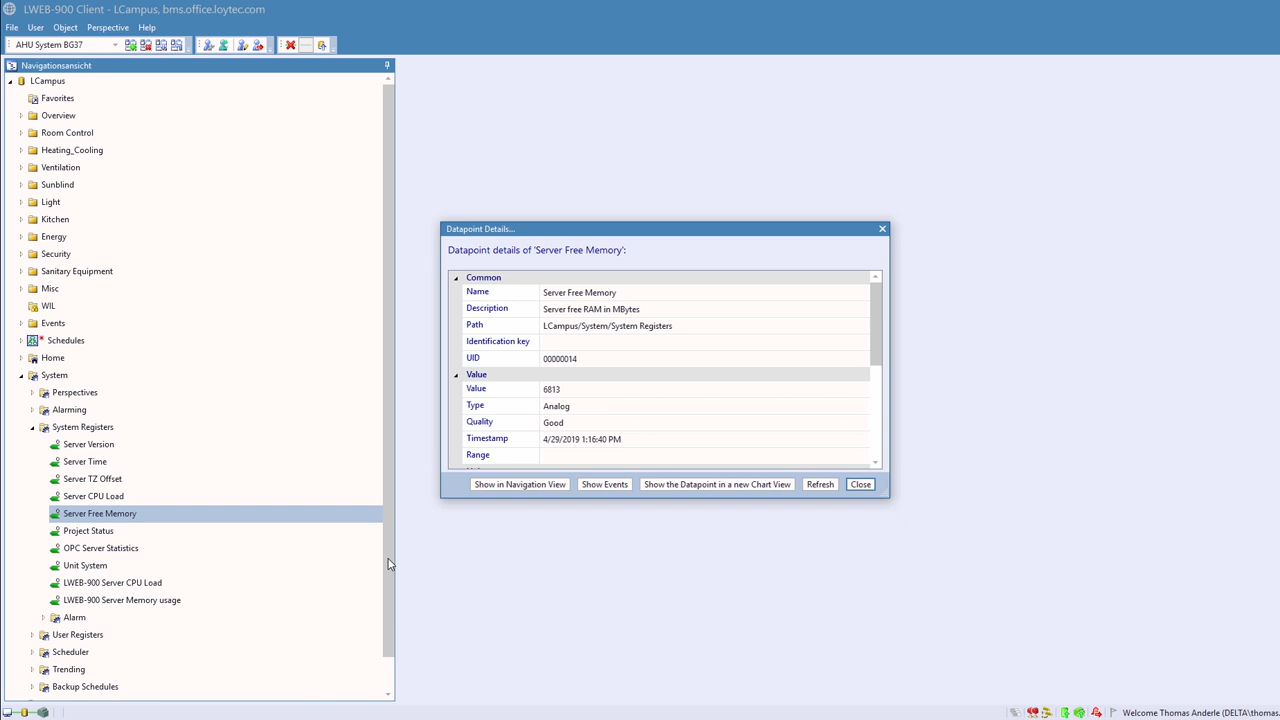 LWEB-900 Client - LCampus, bms.office.loytec.com
File User Object Perspective Help
AHU System BG37
Navigationsansicht
LCampus
Favorites
Overview
Room Control
Heating_Cooling
Ventilation
Sunblind
Light
Kitchen
Energy
Security
Sanitary Equipment
Misc
WIL
Events
* Schedules
Home
System
Perspectives
Alarming
System Registers
Server Version
Server Time
Server TZ Offset
Server CPU Load
Server Free Memory
Project Status
OPC Server Statistics
Unit System
LWEB-900 Server CPU Load
LWEB-900 Server Memory usage
Alarm
User Registers
Scheduler
Trending
Backup Schedules
Datapoint Details...
Datapoint details of 'Server Free Memory':
Common
Name Server Free Memory
Description Server free RAM in MBytes
Path LCampus/System/System Registers
Identification key
UID 00000014
Value
Value 6813
Type Analog
Quality Good
Timestamp 4/29/2019 1:16:40 PM
Range
Show in Navigation View Show Events Show the Datapoint in a new Chart View Refresh Close
Welcome Thomas Anderle (DELTA\thomas.